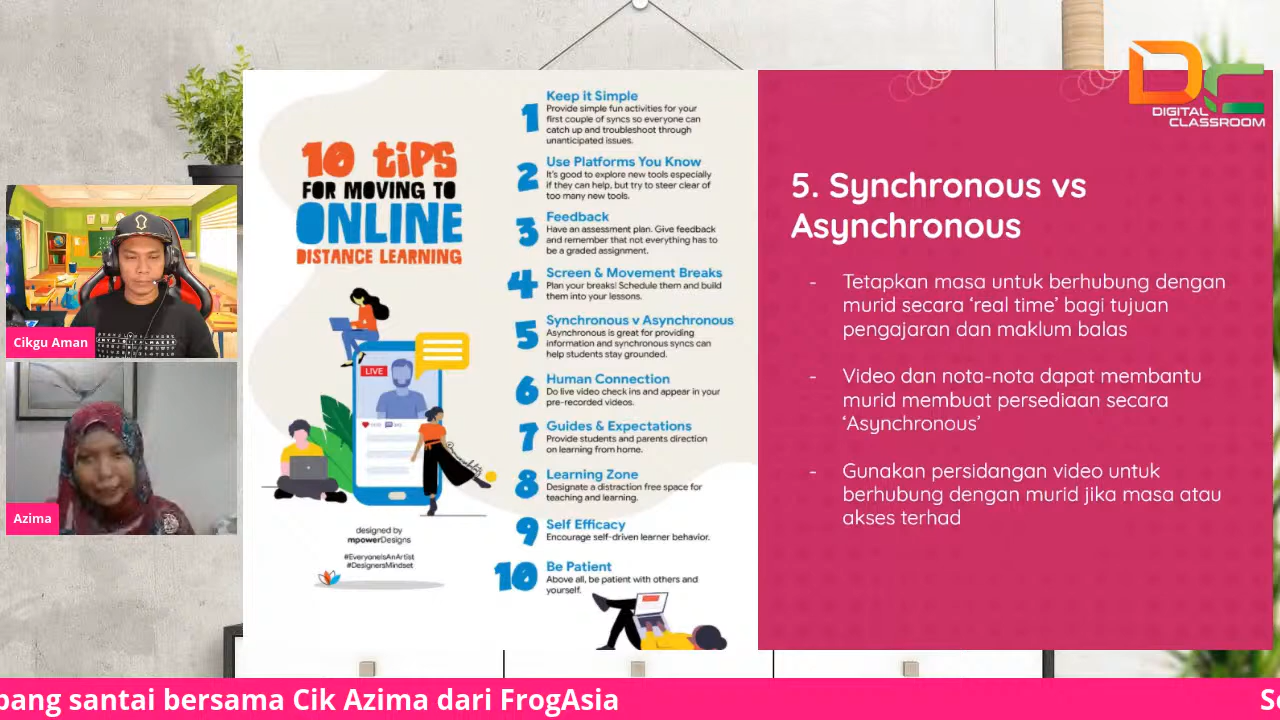 DIGITAL
CLASSROOM
10 tiPS
FOR MOVING TO
ONLINE
DISTANCE LEARNING
LIVE
designed by
mpowerDesigns
#EveryoneIsAnArtist
#DesignersMindset
1
Keep it Simple
Provide simple fun activities for your
first couple of syncs so everyone can
catch up and troubleshoot through
unanticipated issues.
2
Use Platforms You Know
It's good to explore new tools especially
if they can help, but try to steer clear of
too many new tools.
3
Feedback
Have an assessment plan. Give feedback
and remember that not everything has to
be a graded assignment.
4
Screen & Movement Breaks
Plan your breaks! Schedule them and build
them into your lessons.
5
Synchronous v Asynchronous
Asynchronous is great for providing
information and synchronous syncs can
help students stay grounded.
6
Human Connection
Do live video check ins and appear in your
pre-recorded videos.
7
Guides & Expectations
Provide students and parents direction
on learning from home.
8
Learning Zone
Designate a distraction free space for
teaching and learning.
9
Self Efficacy
Encourage self-driven learner behavior.
10
Be Patient
Above all, be patient with others and
yourself.
5. Synchronous vs
Asynchronous
- Tetapkan masa untuk berhubung dengan
murid secara ‘real time’ bagi tujuan
pengajaran dan maklum balas
- Video dan nota-nota dapat membantu
murid membuat persediaan secara
‘Asynchronous’
- Gunakan persidangan video untuk
berhubung dengan murid jika masa atau
akses terhad
Cikgu Aman
Azima
santai bersama Cik Azima dari FrogAsia